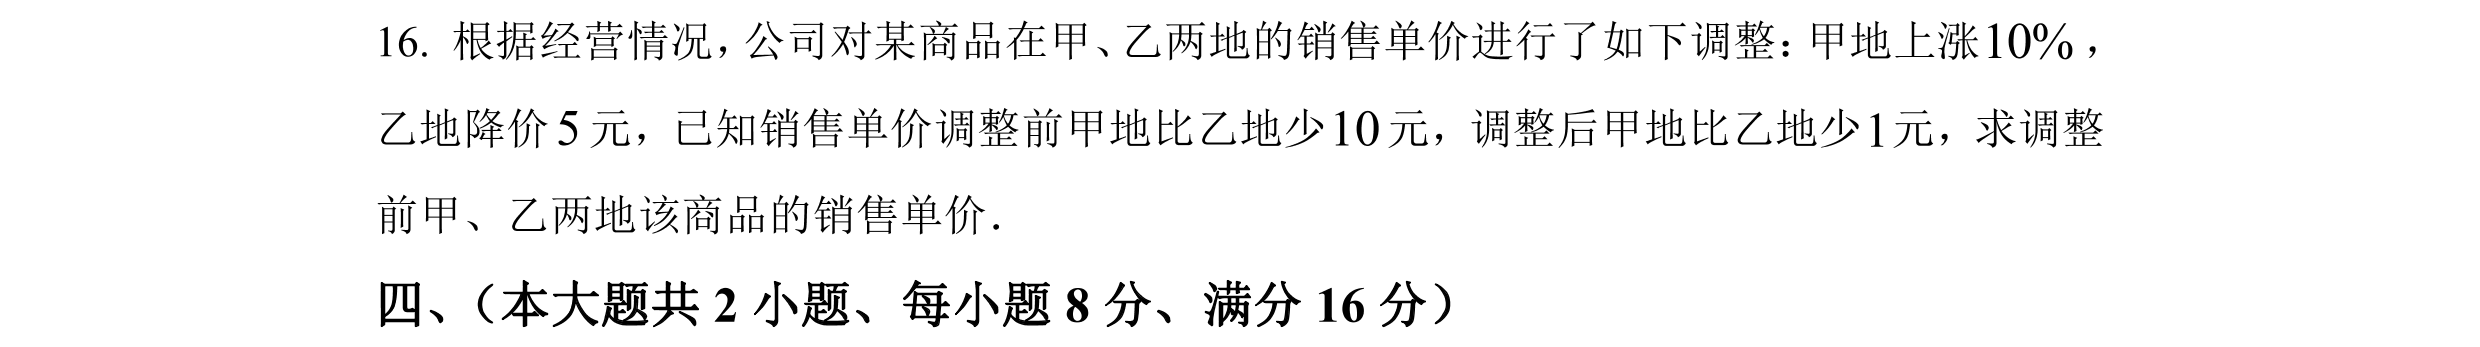 16. 根据经营情况，公司对某商品在甲、乙两地的销售单价进行了如下调整：甲地上涨10%，
乙地降价5元，已知销售单价调整前甲地比乙地少10元，调整后甲地比乙地少1元，求调整
前甲、乙两地该商品的销售单价．
四、（本大题共 2 小题、每小题 8 分、满分 16 分）